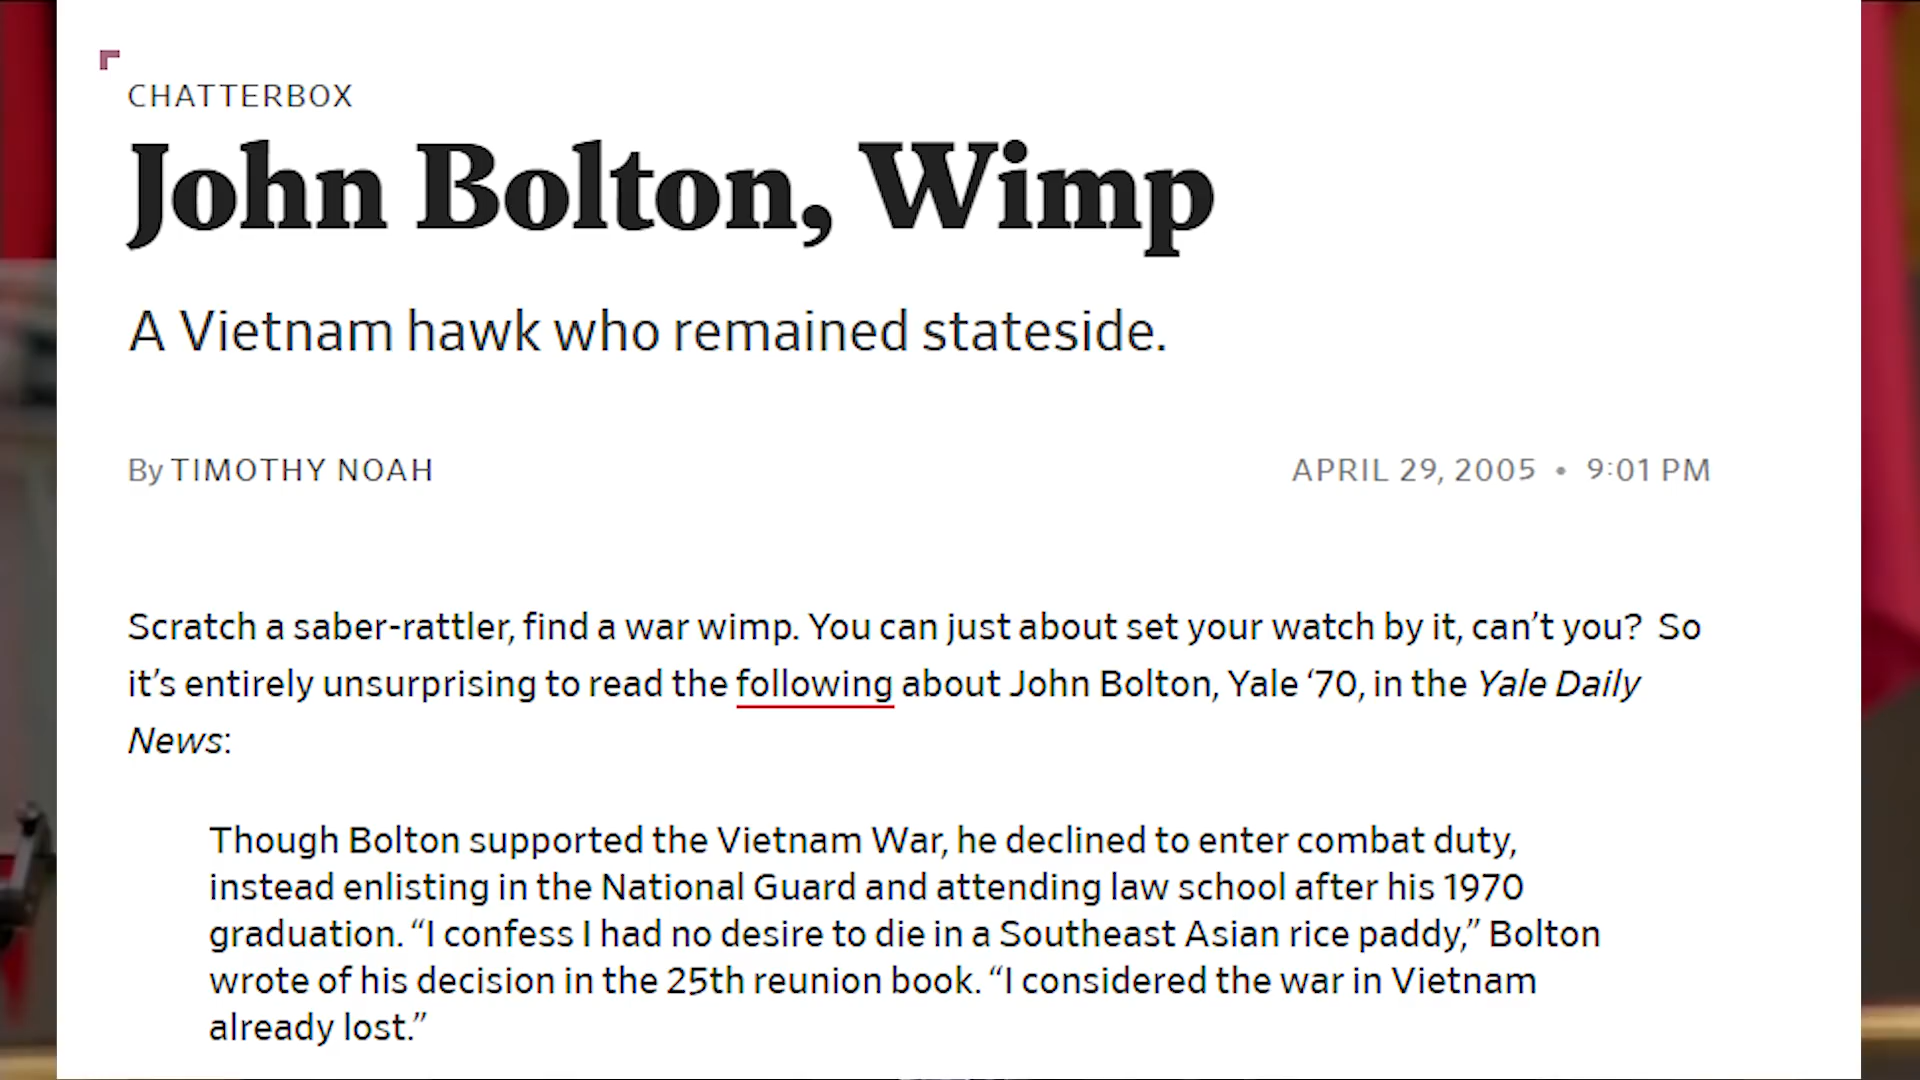 CHATTERBOX
John Bolton, Wimp
A Vietnam hawk who remained stateside.
By TIMOTHY NOAH
APRIL 29, 2005 • 9:01 PM
Scratch a saber-rattler, find a war wimp. You can just about set your watch by it, can’t you?  So
it’s entirely unsurprising to read the following about John Bolton, Yale ‘70, in the Yale Daily
News:
Though Bolton supported the Vietnam War, he declined to enter combat duty,
instead enlisting in the National Guard and attending law school after his 1970
graduation. “I confess I had no desire to die in a Southeast Asian rice paddy,” Bolton
wrote of his decision in the 25th reunion book. “I considered the war in Vietnam
already lost.”